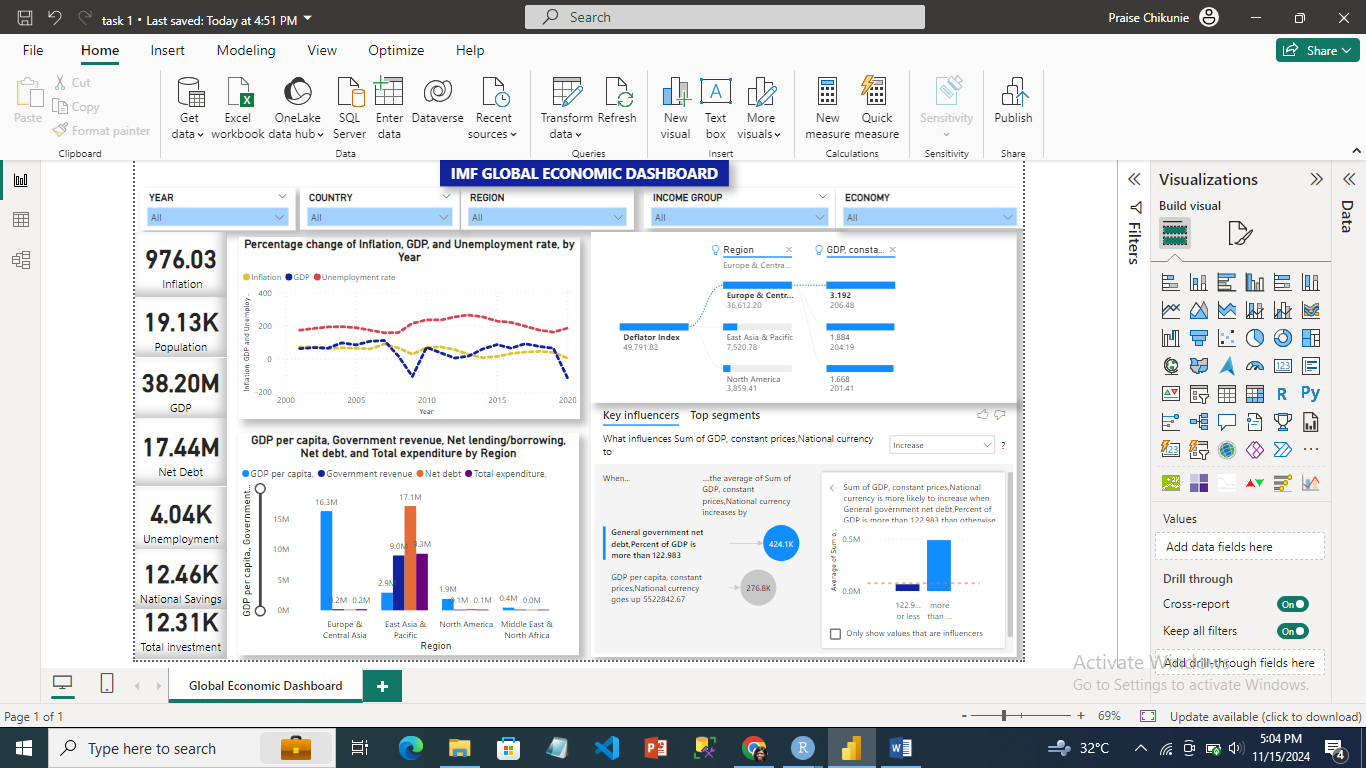 task 1 • Last saved: Today at 4:51 PM
Search
Praise Chikunie
File Home Insert Modeling View Optimize Help
Share
Paste
Cut
Copy
Format painter
Get data
Excel workbook
OneLake data hub
SQL Server
Enter data
Dataverse
Recent sources
Transform data
Refresh
New visual
Text box
More visuals
New measure
Quick measure
Sensitivity
Publish
Clipboard Data Queries Insert Calculations Sensitivity Share
IMF GLOBAL ECONOMIC DASHBOARD
YEAR COUNTRY REGION INCOME GROUP ECONOMY
All All All All All
976.03
Inflation
19.13K
Population
38.20M
GDP
17.44M
Net Debt
4.04K
Unemployment
12.46K
National Savings
12.31K
Total investment
Percentage change of Inflation, GDP, and Unemployment rate, by
Year
Inflation GDP Unemployment rate
Inflation GDP and Unemploy...
400
200
0
-200
2000 2005 2010 2015 2020
Year
GDP per capita, Government revenue, Net lending/borrowing,
Net debt, and Total expenditure by Region
GDP per capita, Government revenue Net debt Total expenditure,
GDP per capita, Government...
15M
10M
5M
0M
16.3M
0.2M 0.2M
2.9M
9.0M
17.1M
9.3M
1.9M
0.1M 0.1M
0.4M 0.0M
Europe &
Central Asia
East Asia &
Pacific
North America
Middle East &
North Africa
Region
Region
Europe & Centra...
GDP, consta...
Deflator Index
49,791.82
Europe & Centr...
36,612.20
East Asia & Pacific
7,520.78
North America
3,859.41
3.192
206.48
1.884
204.19
1.668
201.41
Key influencers Top segments
What influences Sum of GDP, constant prices,National currency
to
Increase
?
When...
....the average of Sum of
GDP, constant
prices,National currency
increases by
General government net
debt,Percent of GDP is
more than 122.983
424.1K
GDP per capita, constant
prices,National currency
goes up 5522842.67
276.8K
Sum of GDP, constant prices,National
currency is more likely to increase when
General government net debt,Percent of
GDP is more than 122.983 than otherwise
Average of Sum o...
0.5M
0.0M
122.9...
or less
more
than ...
Only show values that are influencers
Filters
Visualizations
Build visual
Data
123
R Py
123
...
Values
Add data fields here
Drill through
Cross-report
On
Keep all filters
On
Add drill-through fields here
Activate Windows
Go to Settings to activate Windows.
Global Economic Dashboard
Page 1 of 1
- + 69%
Update available (click to download)
Type here to search
32°C
5:04 PM
11/15/2024
4